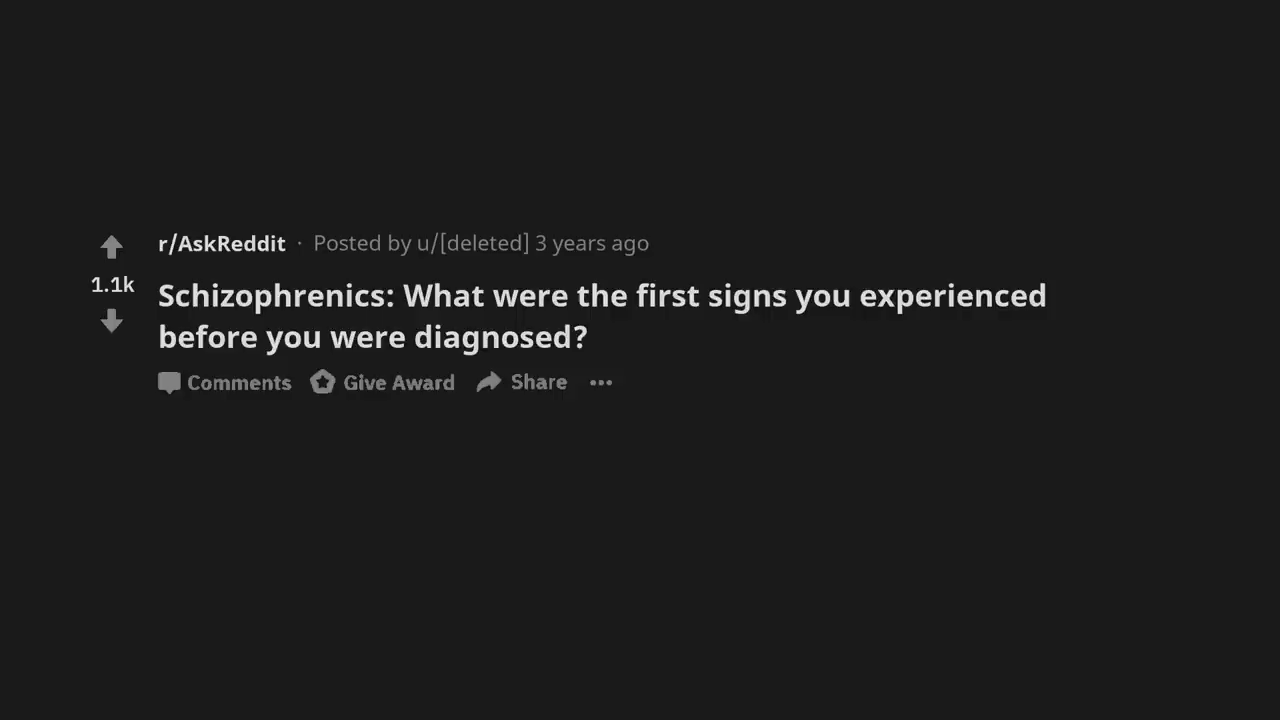 r/AskReddit · Posted by u/[deleted] 3 years ago
1.1k
Schizophrenics: What were the first signs you experienced
before you were diagnosed?
Comments Give Award Share ...